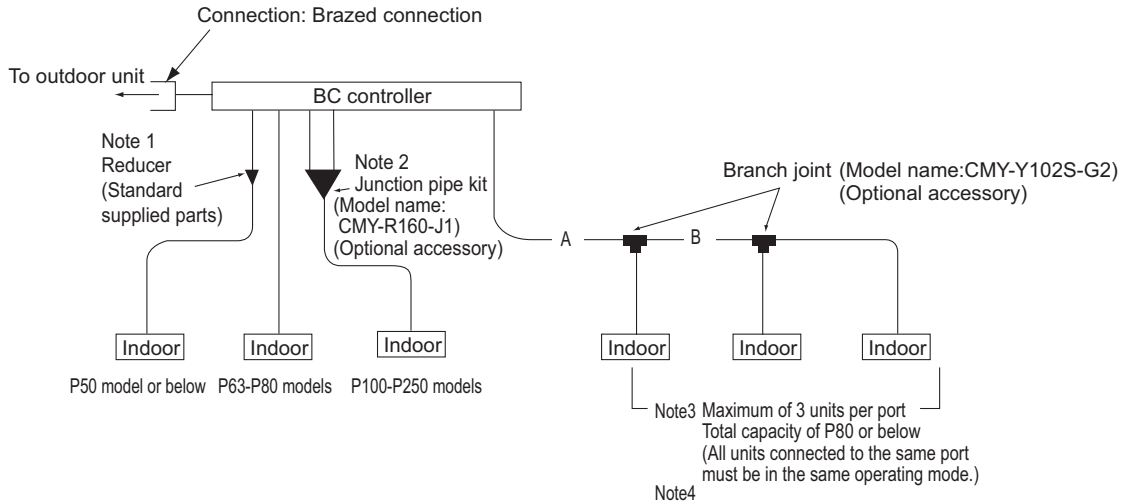 Connection: Brazed connection
To outdoor unit
BC controller
Note 1
Reducer
(Standard
supplied parts)
Note 2
Junction pipe kit
(Model name:
CMY-R160-J1)
(Optional accessory)
Branch joint (Model name:CMY-Y102S-G2)
(Optional accessory)
A
B
Indoor
Indoor
Indoor
Indoor
Indoor
Indoor
P50 model or below
P63-P80 models
P100-P250 models
Note3 Maximum of 3 units per port
Total capacity of P80 or below
(All units connected to the same port
must be in the same operating mode.)
Note4